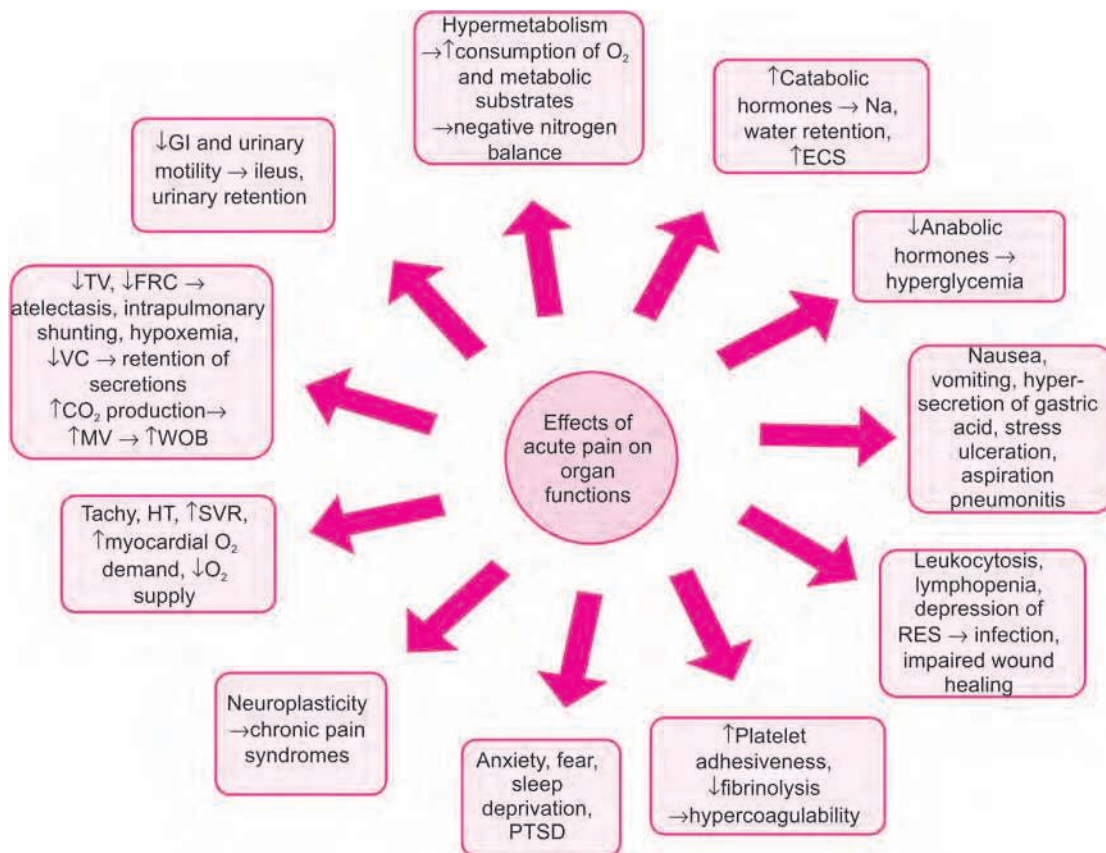 Hypermetabolism
→↑consumption of O₂
and metabolic
substrates
→negative nitrogen
balance
↑Catabolic
hormones → Na,
water retention,
↑ECS
↓Anabolic
hormones →
hyperglycemia
Nausea,
vomiting, hyper-
secretion of gastric
acid, stress
ulceration,
aspiration
pneumonitis
Leukocytosis,
lymphopenia,
depression of
RES → infection,
impaired wound
healing
↑Platelet
adhesiveness,
↓fibrinolysis
→hypercoagulability
Anxiety, fear,
sleep
deprivation,
PTSD
Neuroplasticity
→chronic pain
syndromes
Tachy, HT, ↑SVR,
↑myocardial O₂
demand, ↓O₂
supply
↓TV, ↓FRC →
atelectasis, intrapulmonary
shunting, hypoxemia,
↓VC → retention of
secretions
↑CO₂ production→
↑MV → ↑WOB
↓GI and urinary
motility → ileus,
urinary retention
Effects of
acute pain on
organ
functions